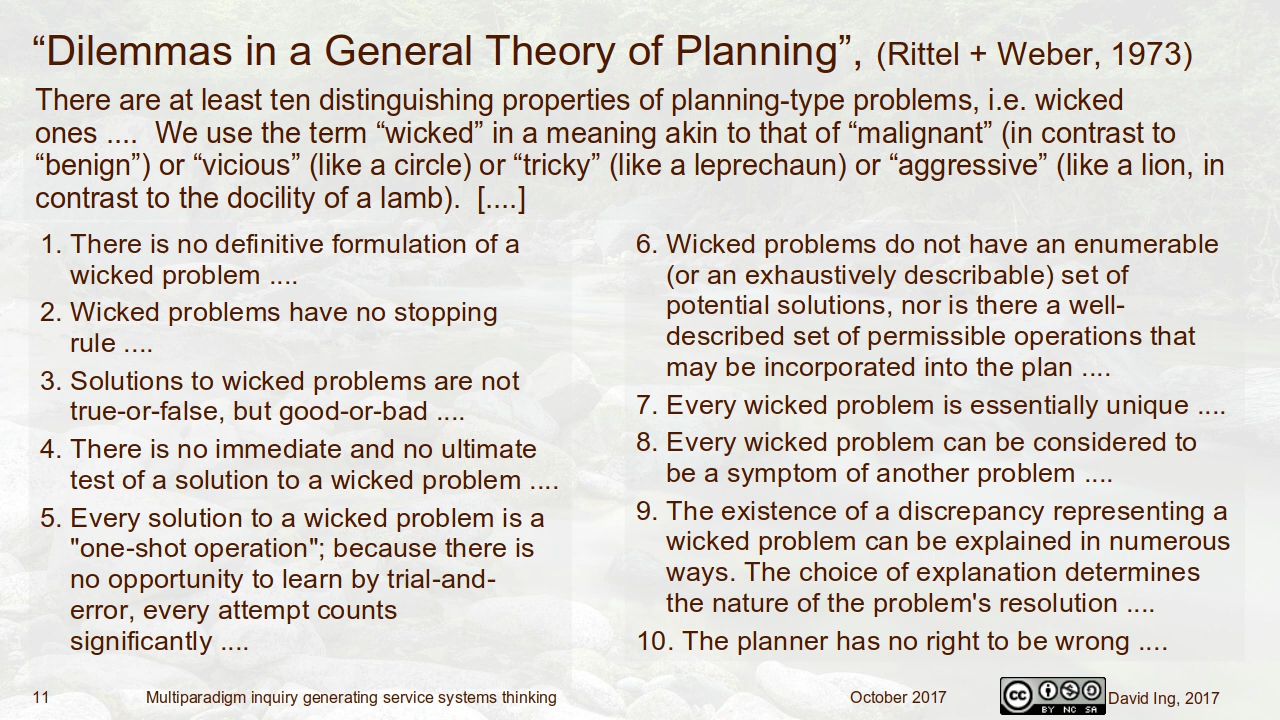 “Dilemmas in a General Theory of Planning”, (Rittel + Weber, 1973)
There are at least ten distinguishing properties of planning-type problems, i.e. wicked
ones .... We use the term “wicked” in a meaning akin to that of “malignant” (in contrast to
“benign”) or “vicious” (like a circle) or “tricky” (like a leprechaun) or “aggressive” (like a lion, in
contrast to the docility of a lamb). [....]
1. There is no definitive formulation of a
wicked problem ....
2. Wicked problems have no stopping
rule ....
3. Solutions to wicked problems are not
true-or-false, but good-or-bad ....
4. There is no immediate and no ultimate
test of a solution to a wicked problem ....
5. Every solution to a wicked problem is a
"one-shot operation"; because there is
no opportunity to learn by trial-and-
error, every attempt counts
significantly ....
6. Wicked problems do not have an enumerable
(or an exhaustively describable) set of
potential solutions, nor is there a well-
described set of permissible operations that
may be incorporated into the plan ....
7. Every wicked problem is essentially unique ....
8. Every wicked problem can be considered to
be a symptom of another problem ....
9. The existence of a discrepancy representing a
wicked problem can be explained in numerous
ways. The choice of explanation determines
the nature of the problem's resolution ....
10. The planner has no right to be wrong ....
11 Multiparadigm inquiry generating service systems thinking October 2017 cc BY NC SA David Ing, 2017